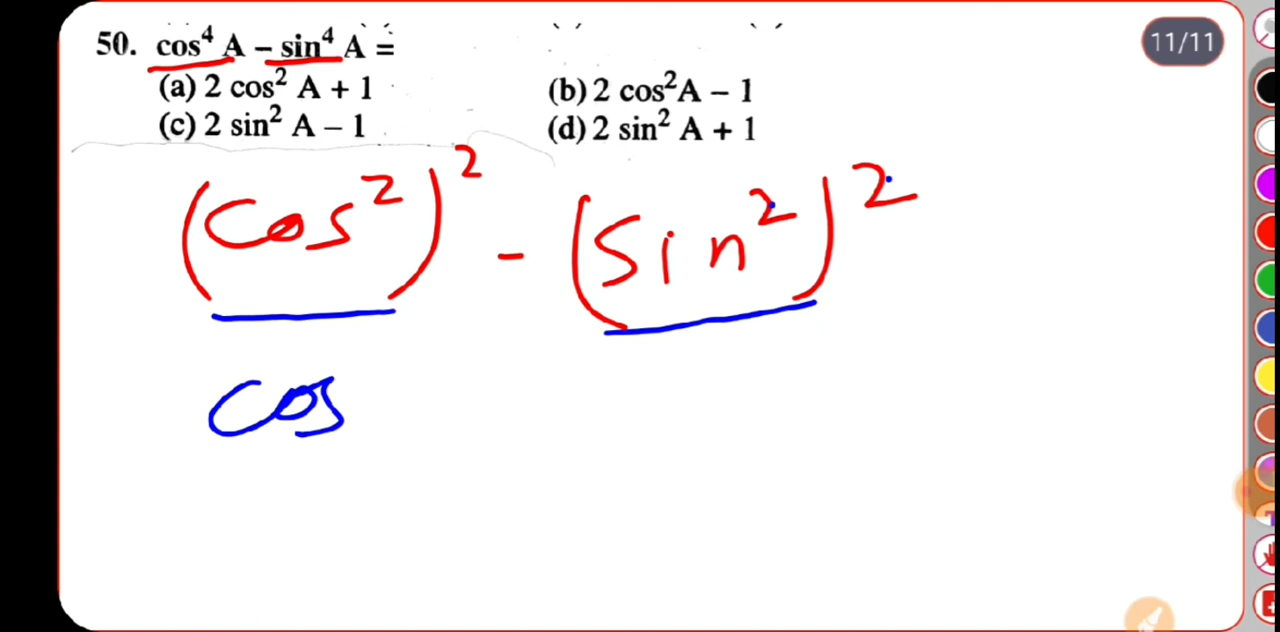 11/11
50. cos⁴ A – sin⁴ A =
(a) 2 cos² A + 1 (b) 2 cos²A – 1
(c) 2 sin² A – 1 (d) 2 sin² A + 1
(cos²)² - (sin²)²
cos